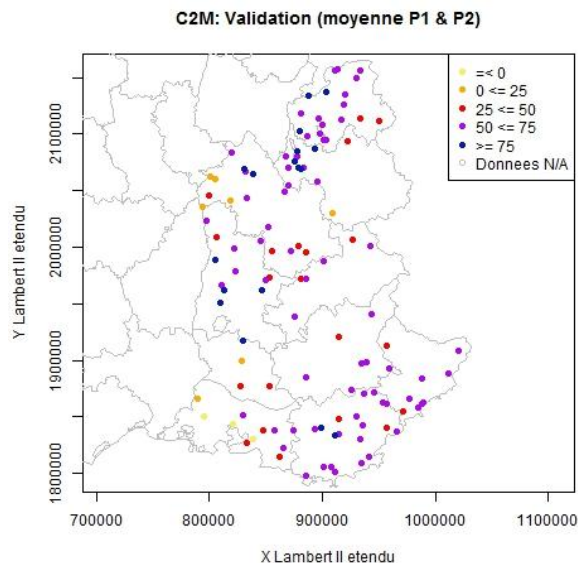 C2M: Validation (moyenne P1 & P2)
=< 0
0 <= 25
25 <= 50
50 <= 75
>= 75
Donnees N/A
Y Lambert II etendu
2100000
2000000
1900000
1800000
700000 800000 900000 1000000 1100000
X Lambert II etendu